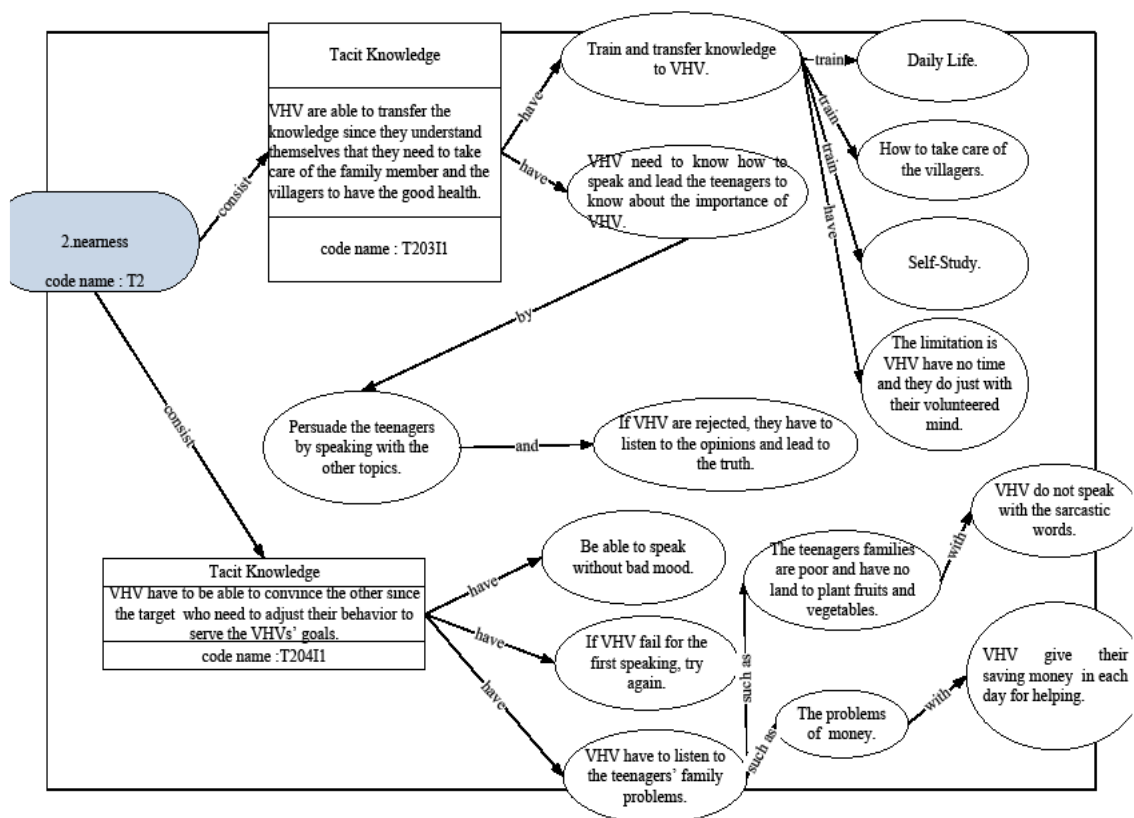 2.nearness
code name : T2
consist
Tacit Knowledge
VHV are able to transfer the
knowledge since they understand
themselves that they need to take
care of the family member and the
villagers to have the good health.
code name : T203I1
have
Train and transfer knowledge
to VHV.
train
Daily Life.
train
How to take care
of the villagers.
train
Self-Study.
have
The limitation is
VHV have no time
and they do just with
their volunteered
mind.
have
VHV need to know how to
speak and lead the teenagers to
know about the importance of
VHV.
by
Persuade the teenagers
by speaking with the
other topics.
and
If VHV are rejected, they have to
listen to the opinions and lead to
the truth.
consist
Tacit Knowledge
VHV have to be able to convince the other since
the target who need to adjust their behavior to
serve the VHVs’ goals.
code name :T204I1
have
Be able to speak
without bad mood.
have
If VHV fail for the
first speaking, try
again.
have
VHV have to listen to
the teenagers’ family
problems.
such as
The teenagers families
are poor and have no
land to plant fruits and
vegetables.
with
VHV do not speak
with the sarcastic
words.
such as
The problems
of money.
with
VHV give their
saving money in each
day for helping.